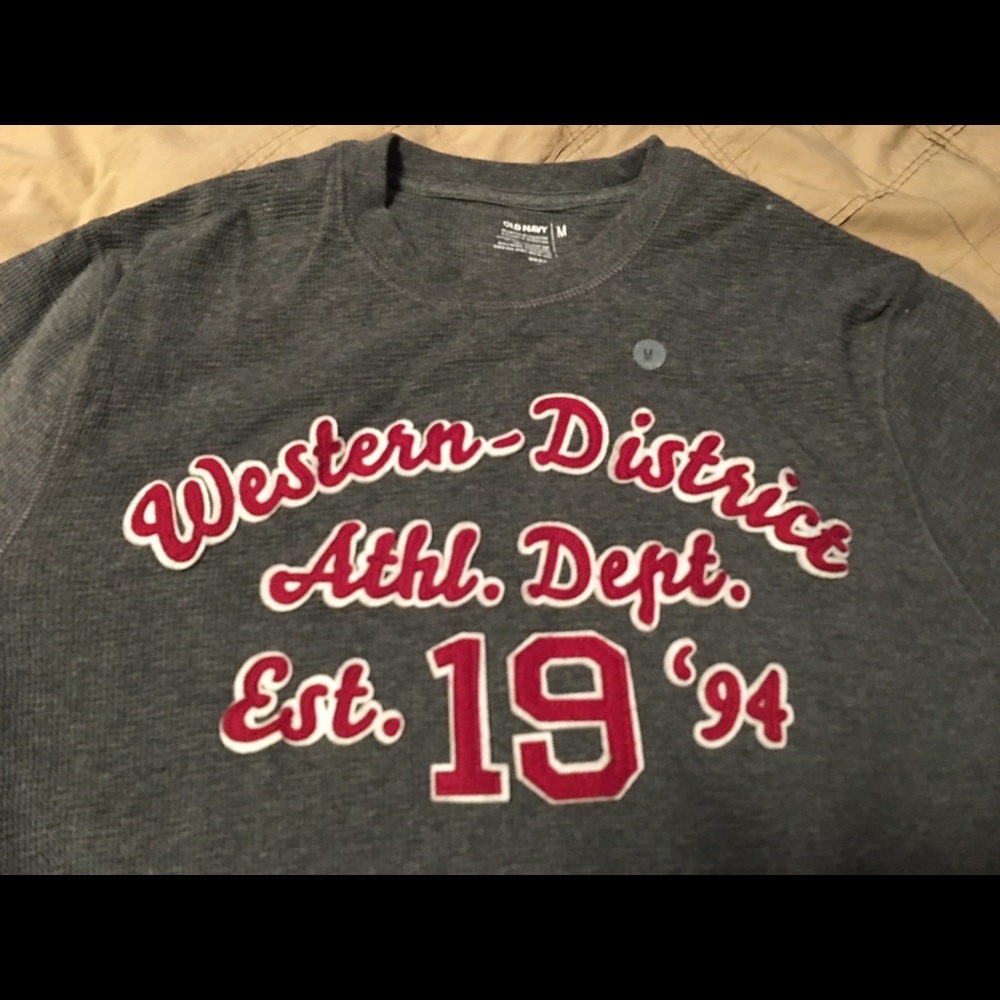 OLD NAVY M
M
Western-District
Athl. Dept.
Est. 19 '94